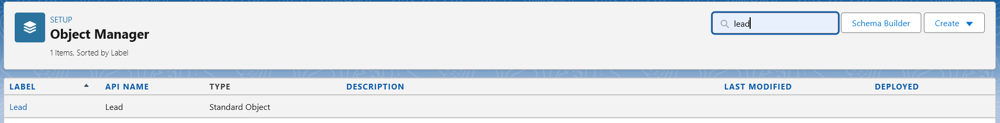 SETUP
Object Manager
1 Items, Sorted by Label
lead
Schema Builder
Create
LABEL API NAME TYPE DESCRIPTION LAST MODIFIED DEPLOYED
Lead Lead Standard Object